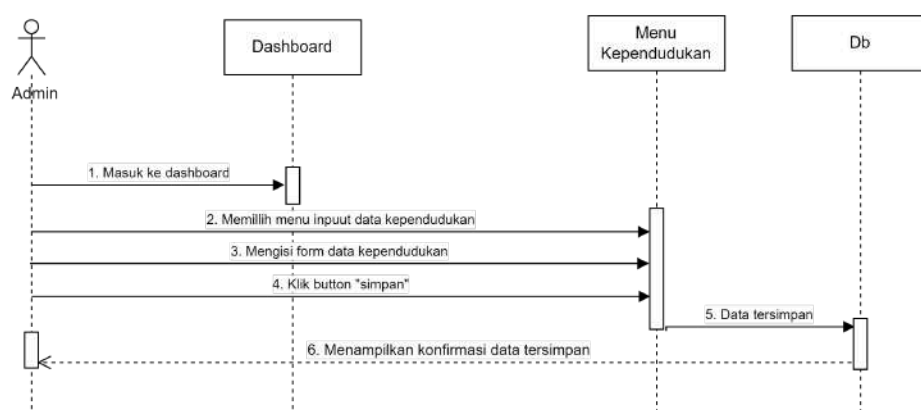 Admin
Dashboard
Menu
Kependudukan
Db
1. Masuk ke dashboard
2. Memillih menu inpuut data kependudukan
3. Mengisi form data kependudukan
4. Klik button "simpan"
5. Data tersimpan
6. Menampilkan konfirmasi data tersimpan